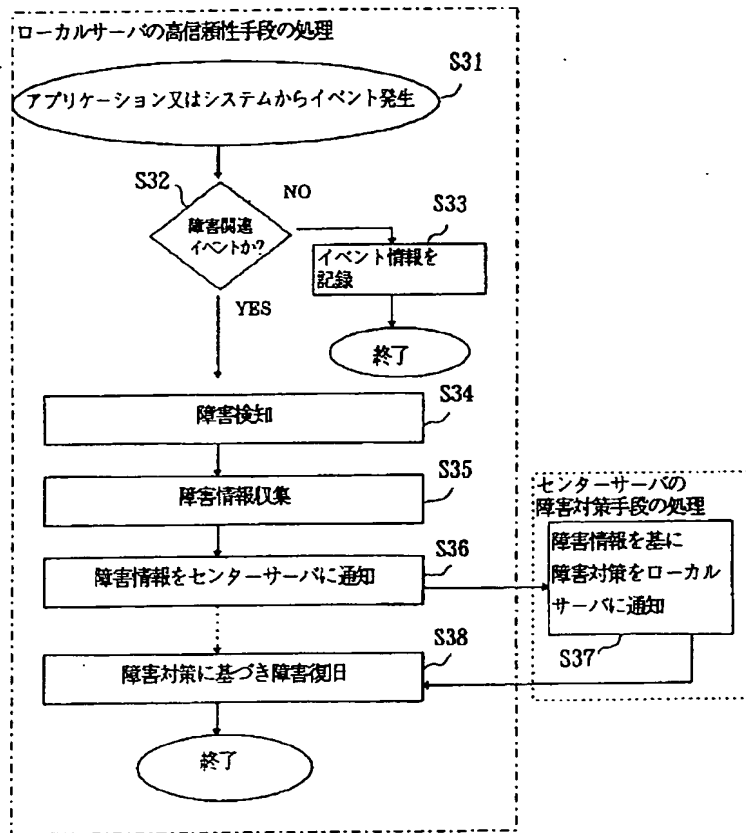 ローカルサーバの高信頼性手段の処理
S31
アプリケーション又はシステムからイベント発生
S32
障害関連
イベントか?
NO
S33
イベント情報を
記録
終了
YES
S34
障害検知
S35
障害情報収集
S36
障害情報をセンターサーバに通知
センターサーバの
障害対策手段の処理
障害情報を基に
障害対策をローカル
サーバに通知
S37
S38
障害対策に基づき障害復旧
終了